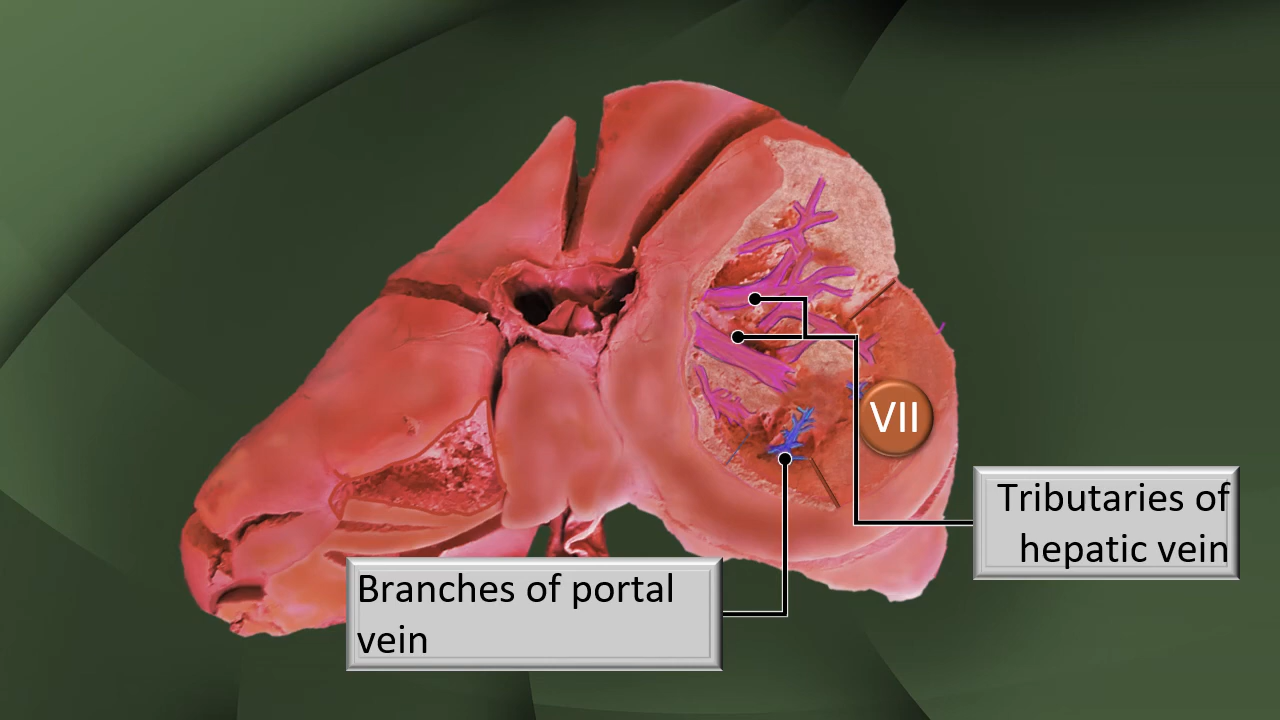 VII
Tributaries of
hepatic vein
Branches of portal
vein